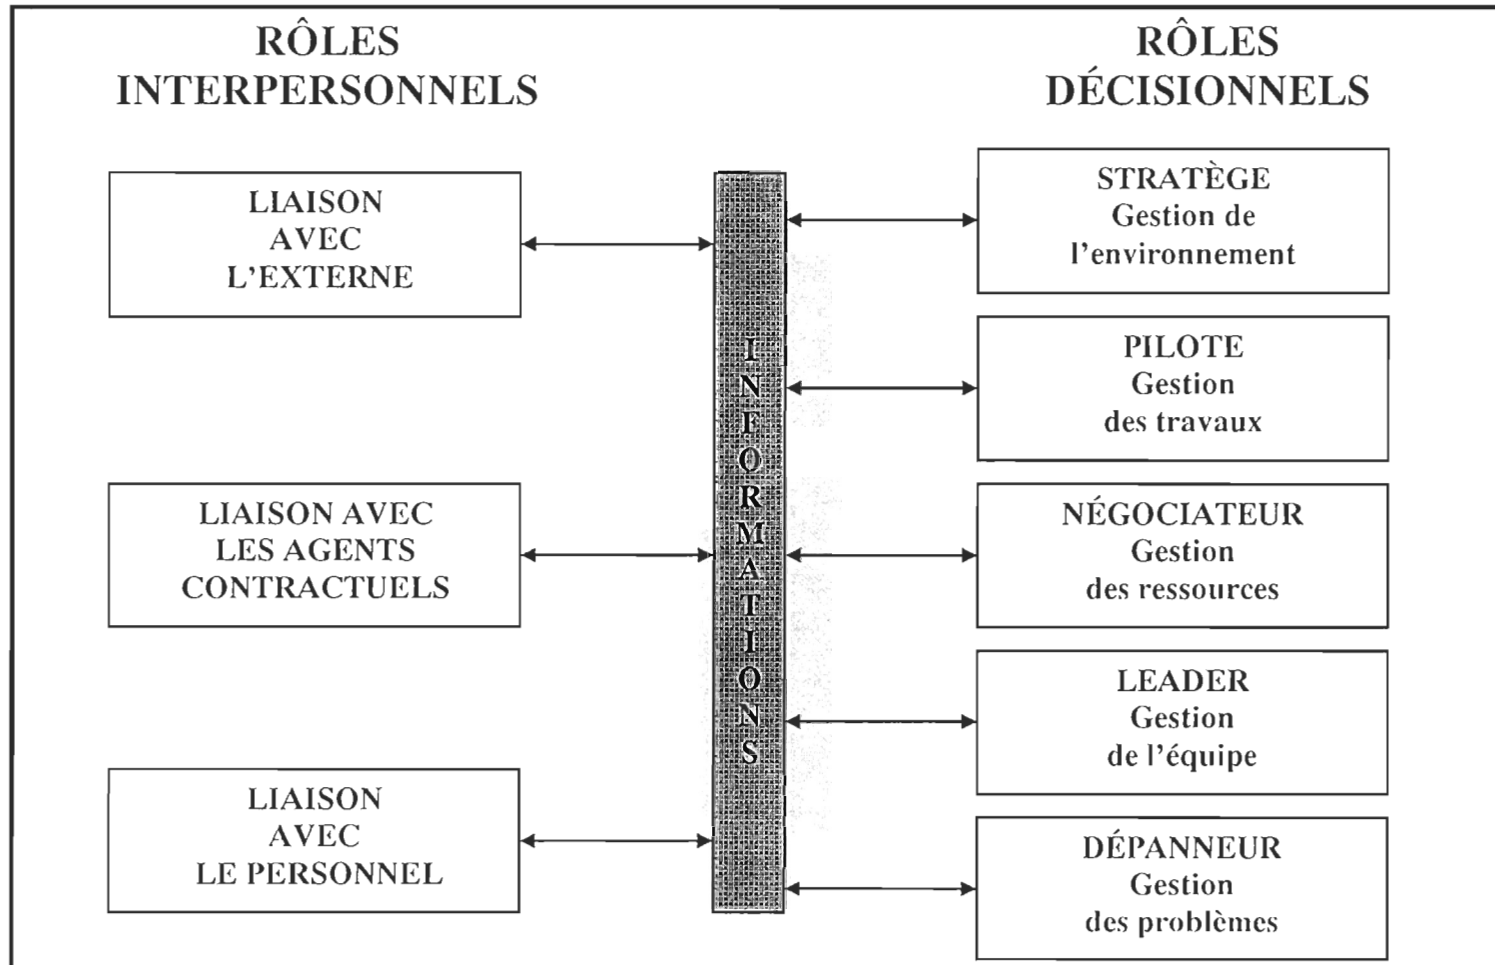 RÔLES
INTERPERSONNELS
LIAISON
AVEC
L'EXTERNE
LIAISON AVEC
LES AGENTS
CONTRACTUELS
LIAISON
AVEC
LE PERSONNEL
INFORMATIONS
RÔLES
DÉCISIONNELS
STRATÈGE
Gestion de
l'environnement
PILOTE
Gestion
des travaux
NÉGOCIATEUR
Gestion
des ressources
LEADER
Gestion
de l'équipe
DÉPANNEUR
Gestion
des problèmes